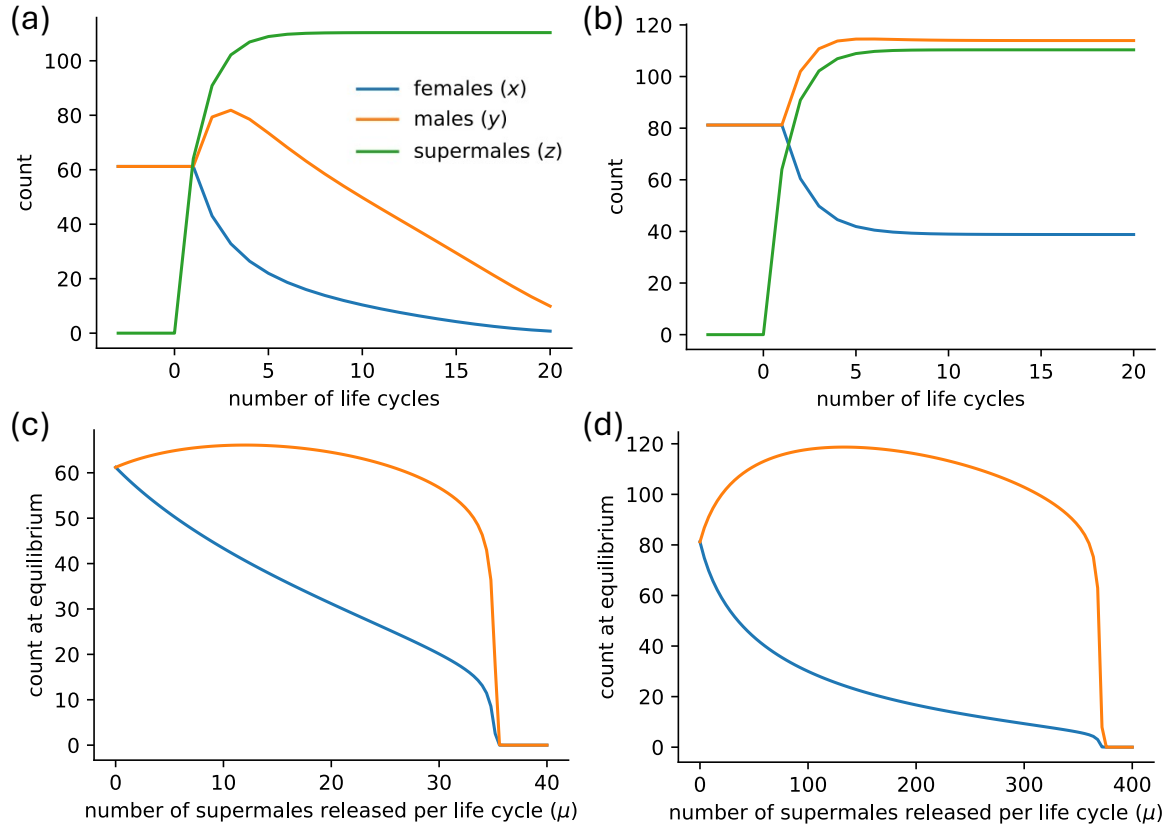 (a)
100
80
60
40
20
0
count
0 5 10 15 20
number of life cycles
females (x)
males (y)
supermales (z)
(b)
120
100
80
60
40
20
0
count
0 5 10 15 20
number of life cycles
(c)
60
50
40
30
20
10
0
count at equilibrium
0 10 20 30 40
number of supermales released per life cycle (μ)
(d)
120
100
80
60
40
20
0
count at equilibrium
0 100 200 300 400
number of supermales released per life cycle (μ)